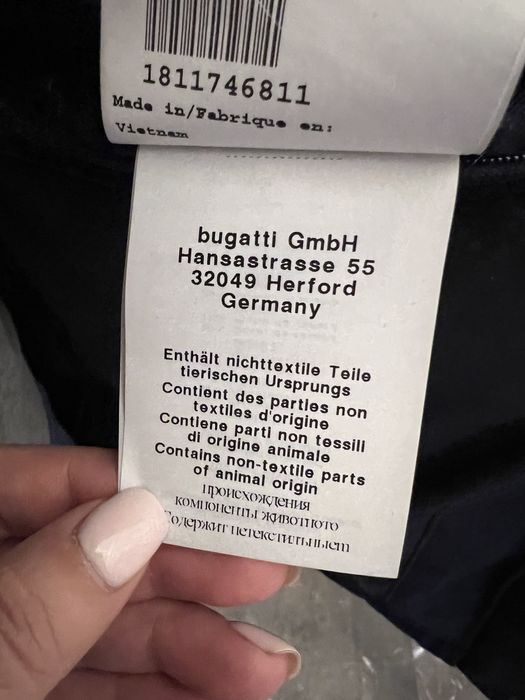 1811746811
Made in/Fabrique en:
Vietnam
bugatti GmbH
Hansastrasse 55
32049 Herford
Germany
Enthält nichttextile Teile
tierischen Ursprungs
Contient des parties non
textiles d'origine
Contiene parti non tessili
di origine animale
Contains non-textile parts
of animal origin
происхождения
компоненты животного
Содержит нетекстильныет